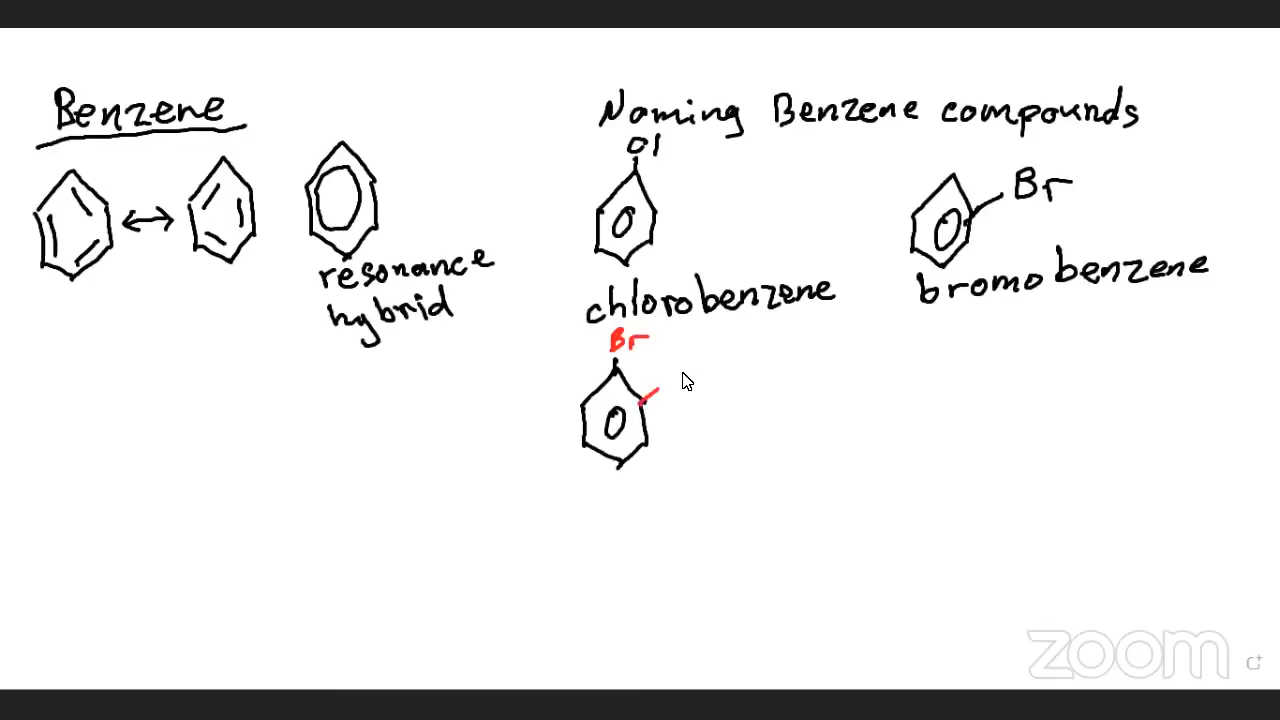 Benzene
resonance
hybrid
Naming Benzene compounds
Cl
chlorobenzene
Br
bromobenzene
Br
zoom